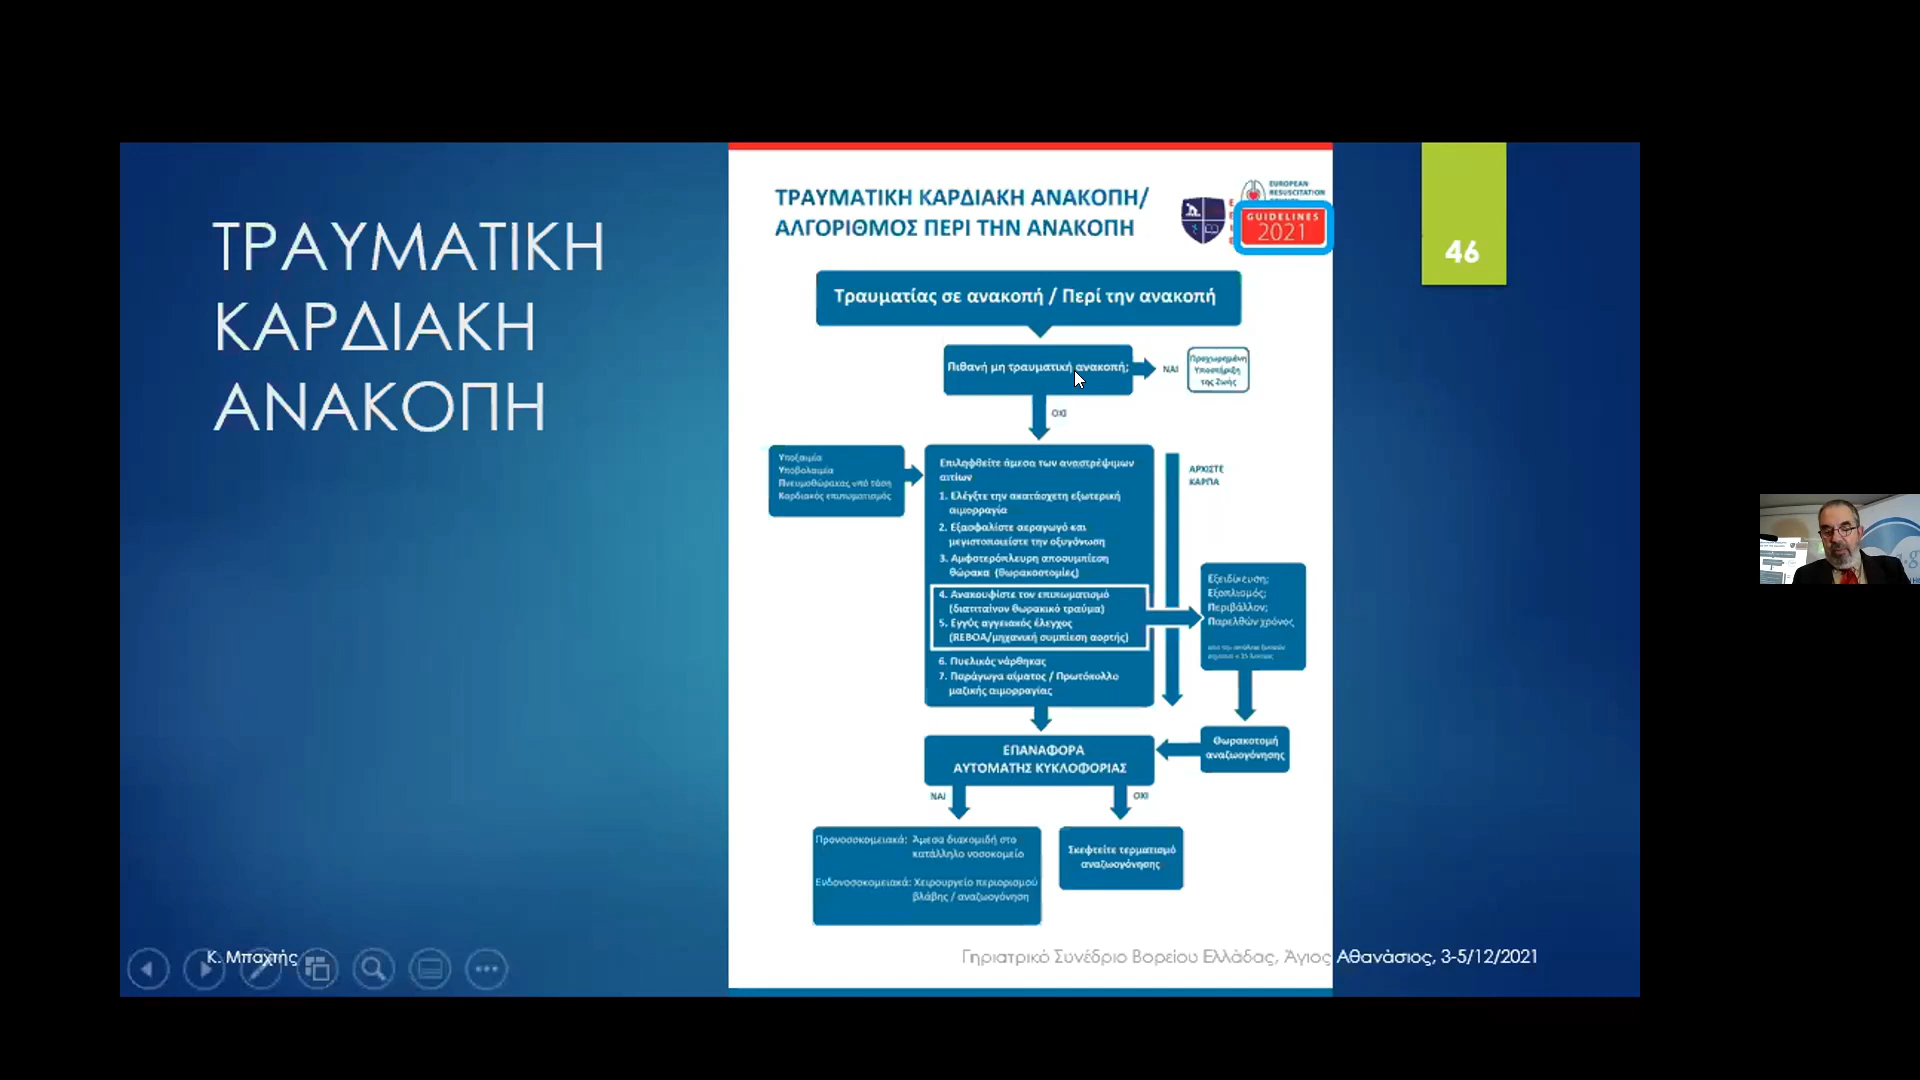 ΤΡΑΥΜΑΤΙΚΗ
ΚΑΡΔΙΑΚΗ
ΑΝΑΚΟΠΗ
ΤΡΑΥΜΑΤΙΚΗ ΚΑΡΔΙΑΚΗ ΑΝΑΚΟΠΗ/
ΑΛΓΟΡΙΘΜΟΣ ΠΕΡΙ ΤΗΝ ΑΝΑΚΟΠΗ
EUROPEAN
RESUSCITATION
GUIDELINES
2021
46
Τραυματίας σε ανακοπή / Περί την ανακοπή
Πιθανή μη τραυματική ανακοπή;
ΝΑΙ
Προχωρημένη
Υποστήριξη
της Ζωής
ΟΧΙ
Υποξαιμία
Υποβολαιμία
Πνευμοθώρακας υπό τάση
Καρδιακός επιπωματισμός
Επιληφθείτε άμεσα των αναστρέψιμων
αιτίων
1. Ελέγξτε την ακατάσχετη εξωτερική
αιμορραγία
2. Εξασφαλίστε αεραγωγό και
μεγιστοποιείστε την οξυγόνωση
3. Αμφοτερόπλευρη αποσυμπίεση
θώρακα (θωρακοστομίες)
4. Ανακουφίστε τον επιπωματισμό
(διατιταίνον θωρακικό τραύμα)
5. Εγγύς αγγειακός έλεγχος
(REBOA/μηχανική συμπίεση αορτής)
6. Πυελικός νάρθηκας
7. Παράγωγα αίματος / Πρωτόκολλο
μαζικής αιμορραγίας
ΑΡΧΙΣΤΕ
ΚΑΡΠΑ
Εξειδίκευση;
Εξοπλισμός;
Περιβάλλον;
Παρελθών χρόνος
Θωρακοτομή
αναζωογόνησης
ΕΠΑΝΑΦΟΡΑ
ΑΥΤΟΜΑΤΗΣ ΚΥΚΛΟΦΟΡΙΑΣ
ΝΑΙ
ΟΧΙ
Προνοσοκομειακά: Άμεσα διακομιδή στο
κατάλληλο νοσοκομείο
Ενδονοσοκομειακά: Χειρουργείο περιορισμού
βλάβης / αναζωογόνηση
Σκεφτείτε τερματισμό
αναζωογόνησης
Κ. Μπαχτής
Γηριατρικό Συνέδριο Βορείου Ελλάδας, Άγιος Αθανάσιος, 3-5/12/2021